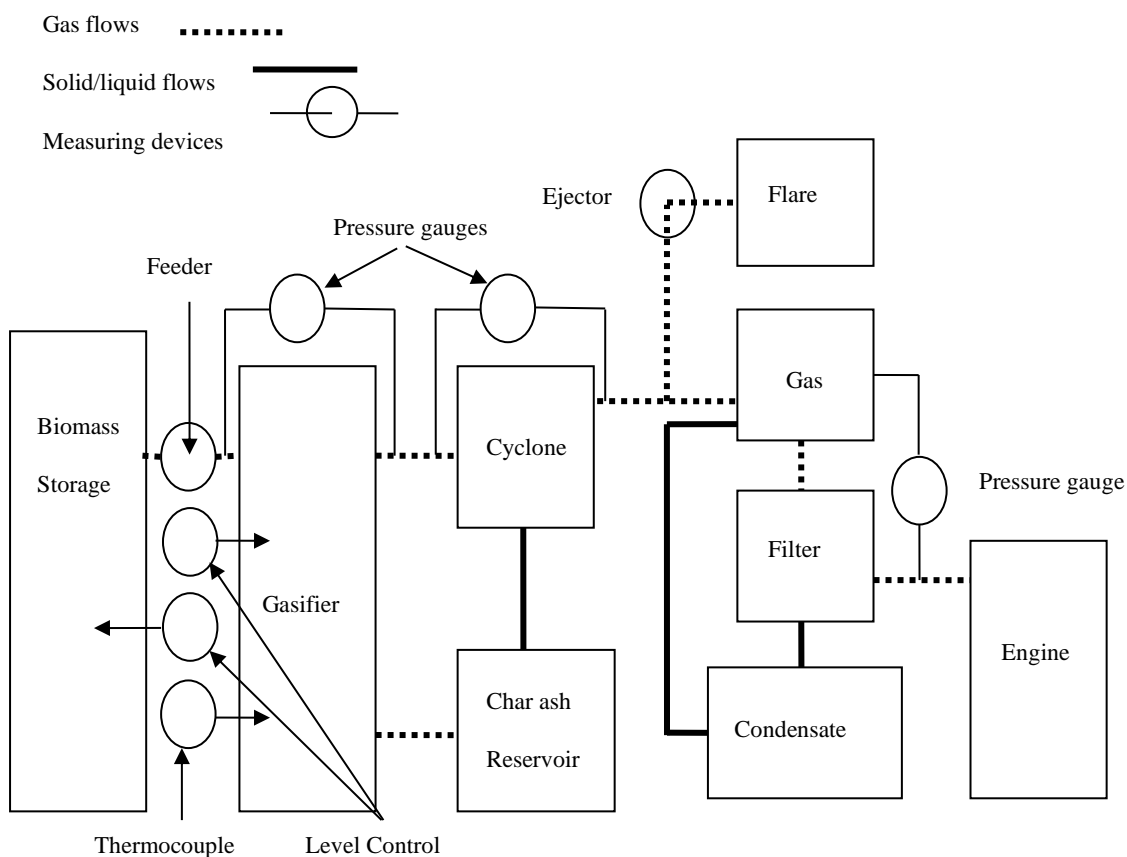 Gas flows
Solid/liquid flows
Measuring devices
Ejector
Flare
Pressure gauges
Feeder
Gas
Biomass
Storage
Cyclone
Pressure gauge
Filter
Gasifier
Engine
Char ash
Reservoir
Condensate
Thermocouple
Level Control